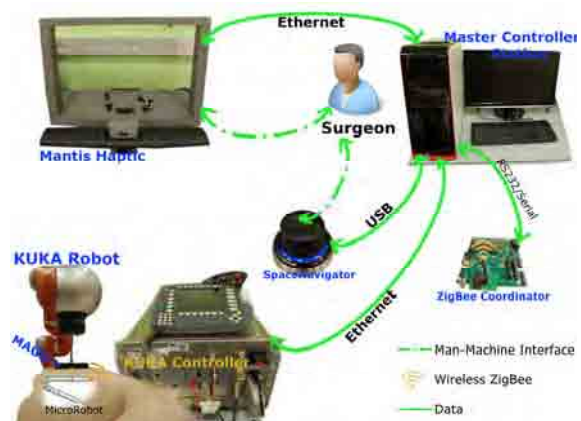 Ethernet
Master Controller
Station
Surgeon
Mantis Haptic
RS232/Serial
USB
SpaceNavigator
KUKA Robot
ZigBee Coordinator
Ethernet
KUKA Controller
MicroRobot
Man-Machine Interface
Wireless ZigBee
Data